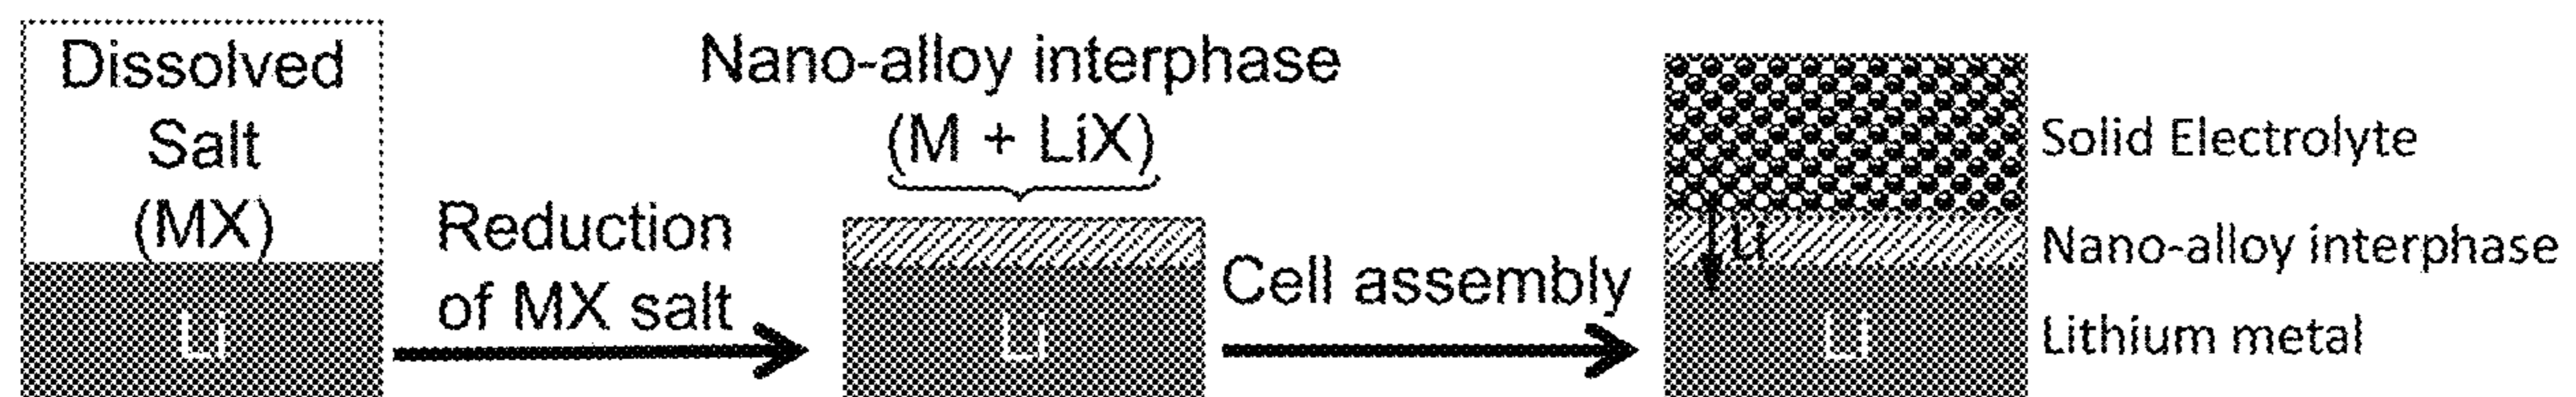 Dissolved
Salt
(MX)
Li
Reduction
of MX salt
Nano-alloy interphase
(M + LiX)
Li
Cell assembly
Li
Li
Solid Electrolyte
Nano-alloy interphase
Lithium metal